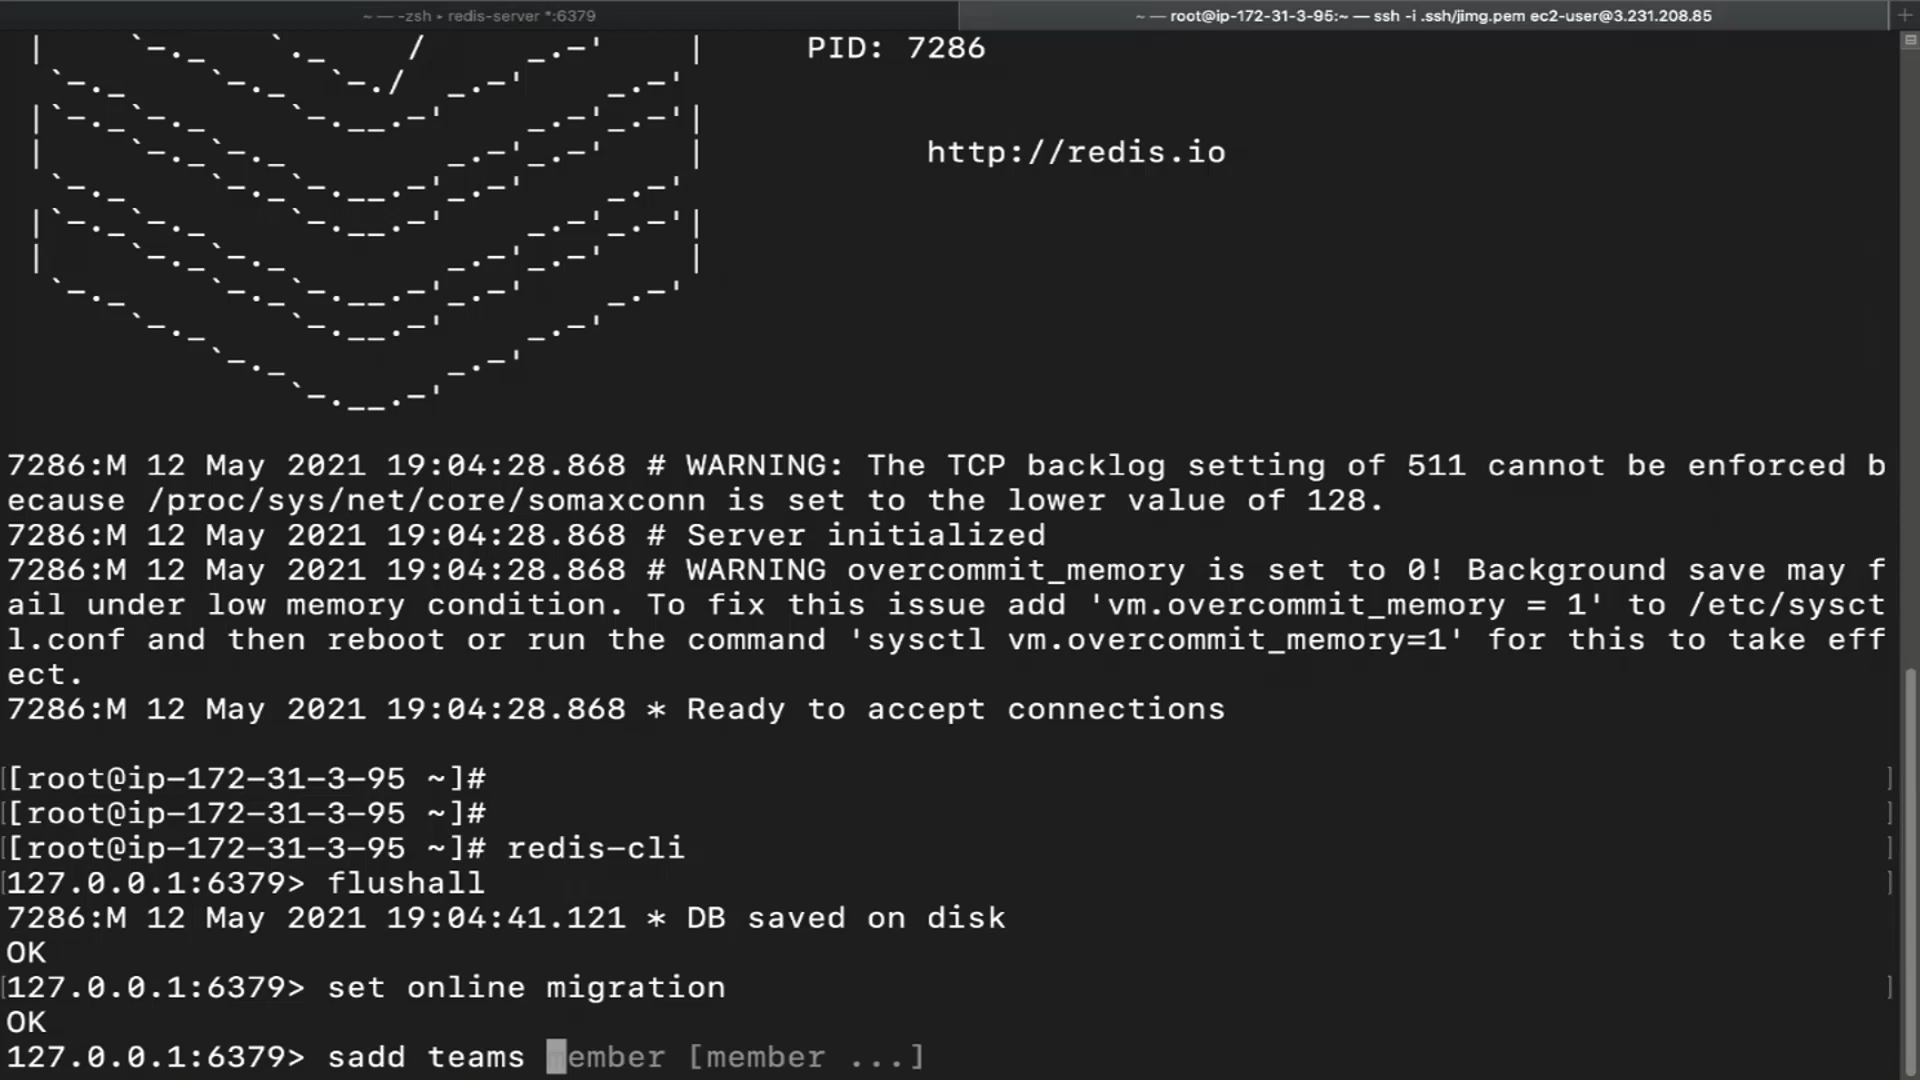 ~ — -zsh ▸ redis-server *:6379
~ — root@ip-172-31-3-95:~ — ssh -i .ssh/jimg.pem ec2-user@3.231.208.85
PID: 7286
http://redis.io
7286:M 12 May 2021 19:04:28.868 # WARNING: The TCP backlog setting of 511 cannot be enforced b
ecause /proc/sys/net/core/somaxconn is set to the lower value of 128.
7286:M 12 May 2021 19:04:28.868 # Server initialized
7286:M 12 May 2021 19:04:28.868 # WARNING overcommit_memory is set to 0! Background save may f
ail under low memory condition. To fix this issue add 'vm.overcommit_memory = 1' to /etc/sysct
l.conf and then reboot or run the command 'sysctl vm.overcommit_memory=1' for this to take eff
ect.
7286:M 12 May 2021 19:04:28.868 * Ready to accept connections
[root@ip-172-31-3-95 ~]#
[root@ip-172-31-3-95 ~]#
[root@ip-172-31-3-95 ~]# redis-cli
127.0.0.1:6379> flushall
7286:M 12 May 2021 19:04:41.121 * DB saved on disk
OK
127.0.0.1:6379> set online migration
OK
127.0.0.1:6379> sadd teams member [member ...]